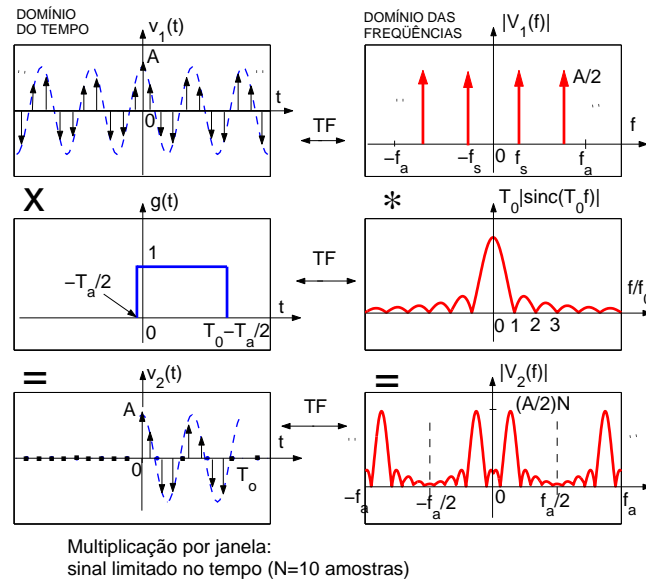 DOMÍNIO
DO TEMPO
v1(t)
A
t
0
TF
DOMÍNIO DAS
FREQÜÊNCIAS
|V1(f)|
A/2
f
−fa
−fs
0
fs
fa
X
g(t)
1
−Ta/2
0
T0−Ta/2
t
TF
*
T0|sinc(T0f)|
f/f0
0 1 2 3
=
v2(t)
A
t
0
To
TF
=
|V2(f)|
(A/2)N
−fa
−fa/2
0
fa/2
fa
Multiplicação por janela:
sinal limitado no tempo (N=10 amostras)